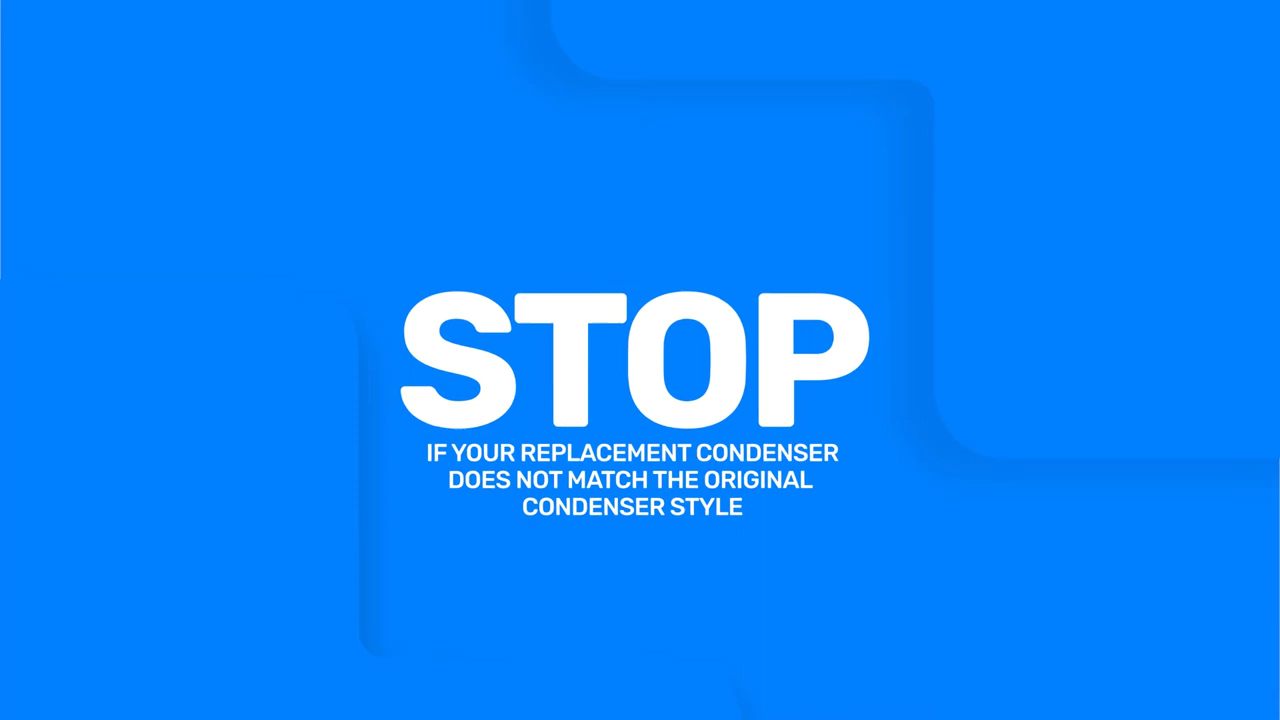 STOP
IF YOUR REPLACEMENT CONDENSER
DOES NOT MATCH THE ORIGINAL
CONDENSER STYLE